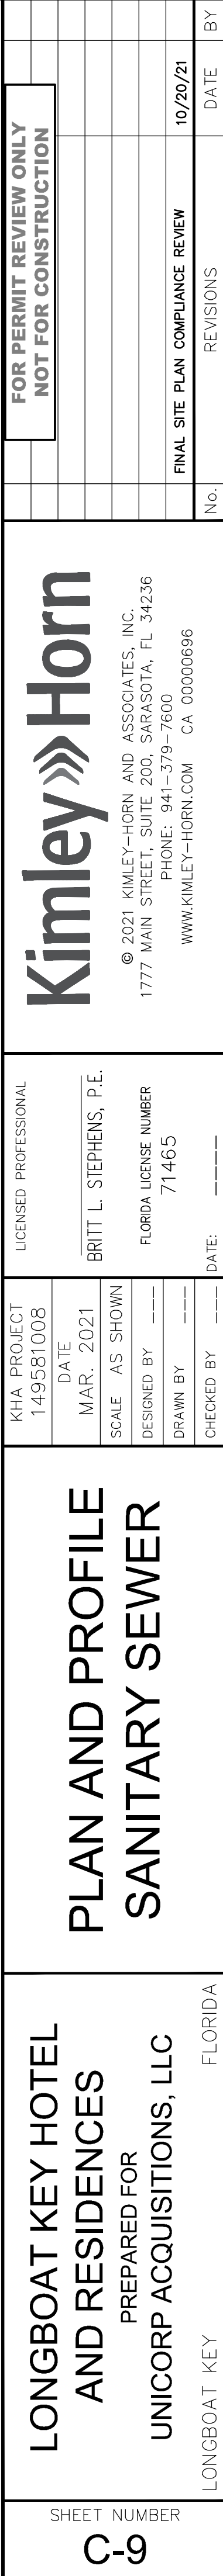 FOR PERMIT REVIEW ONLY
NOT FOR CONSTRUCTION
FINAL SITE PLAN COMPLIANCE REVIEW 10/20/21
No. REVISIONS DATE BY
Kimley»Horn
© 2021 KIMLEY-HORN AND ASSOCIATES, INC.
1777 MAIN STREET, SUITE 200, SARASOTA, FL 34236
PHONE: 941-379-7600
WWW.KIMLEY-HORN.COM CA 00000696
LICENSED PROFESSIONAL
BRITT L. STEPHENS, P.E.
FLORIDA LICENSE NUMBER
71465
DATE: ----
KHA PROJECT
149581008
DATE
MAR. 2021
SCALE AS SHOWN
DESIGNED BY ---
DRAWN BY ---
CHECKED BY ---
PLAN AND PROFILE
SANITARY SEWER
LONGBOAT KEY HOTEL
AND RESIDENCES
PREPARED FOR
UNICORP ACQUISITIONS, LLC
LONGBOAT KEY FLORIDA
SHEET NUMBER
C-9